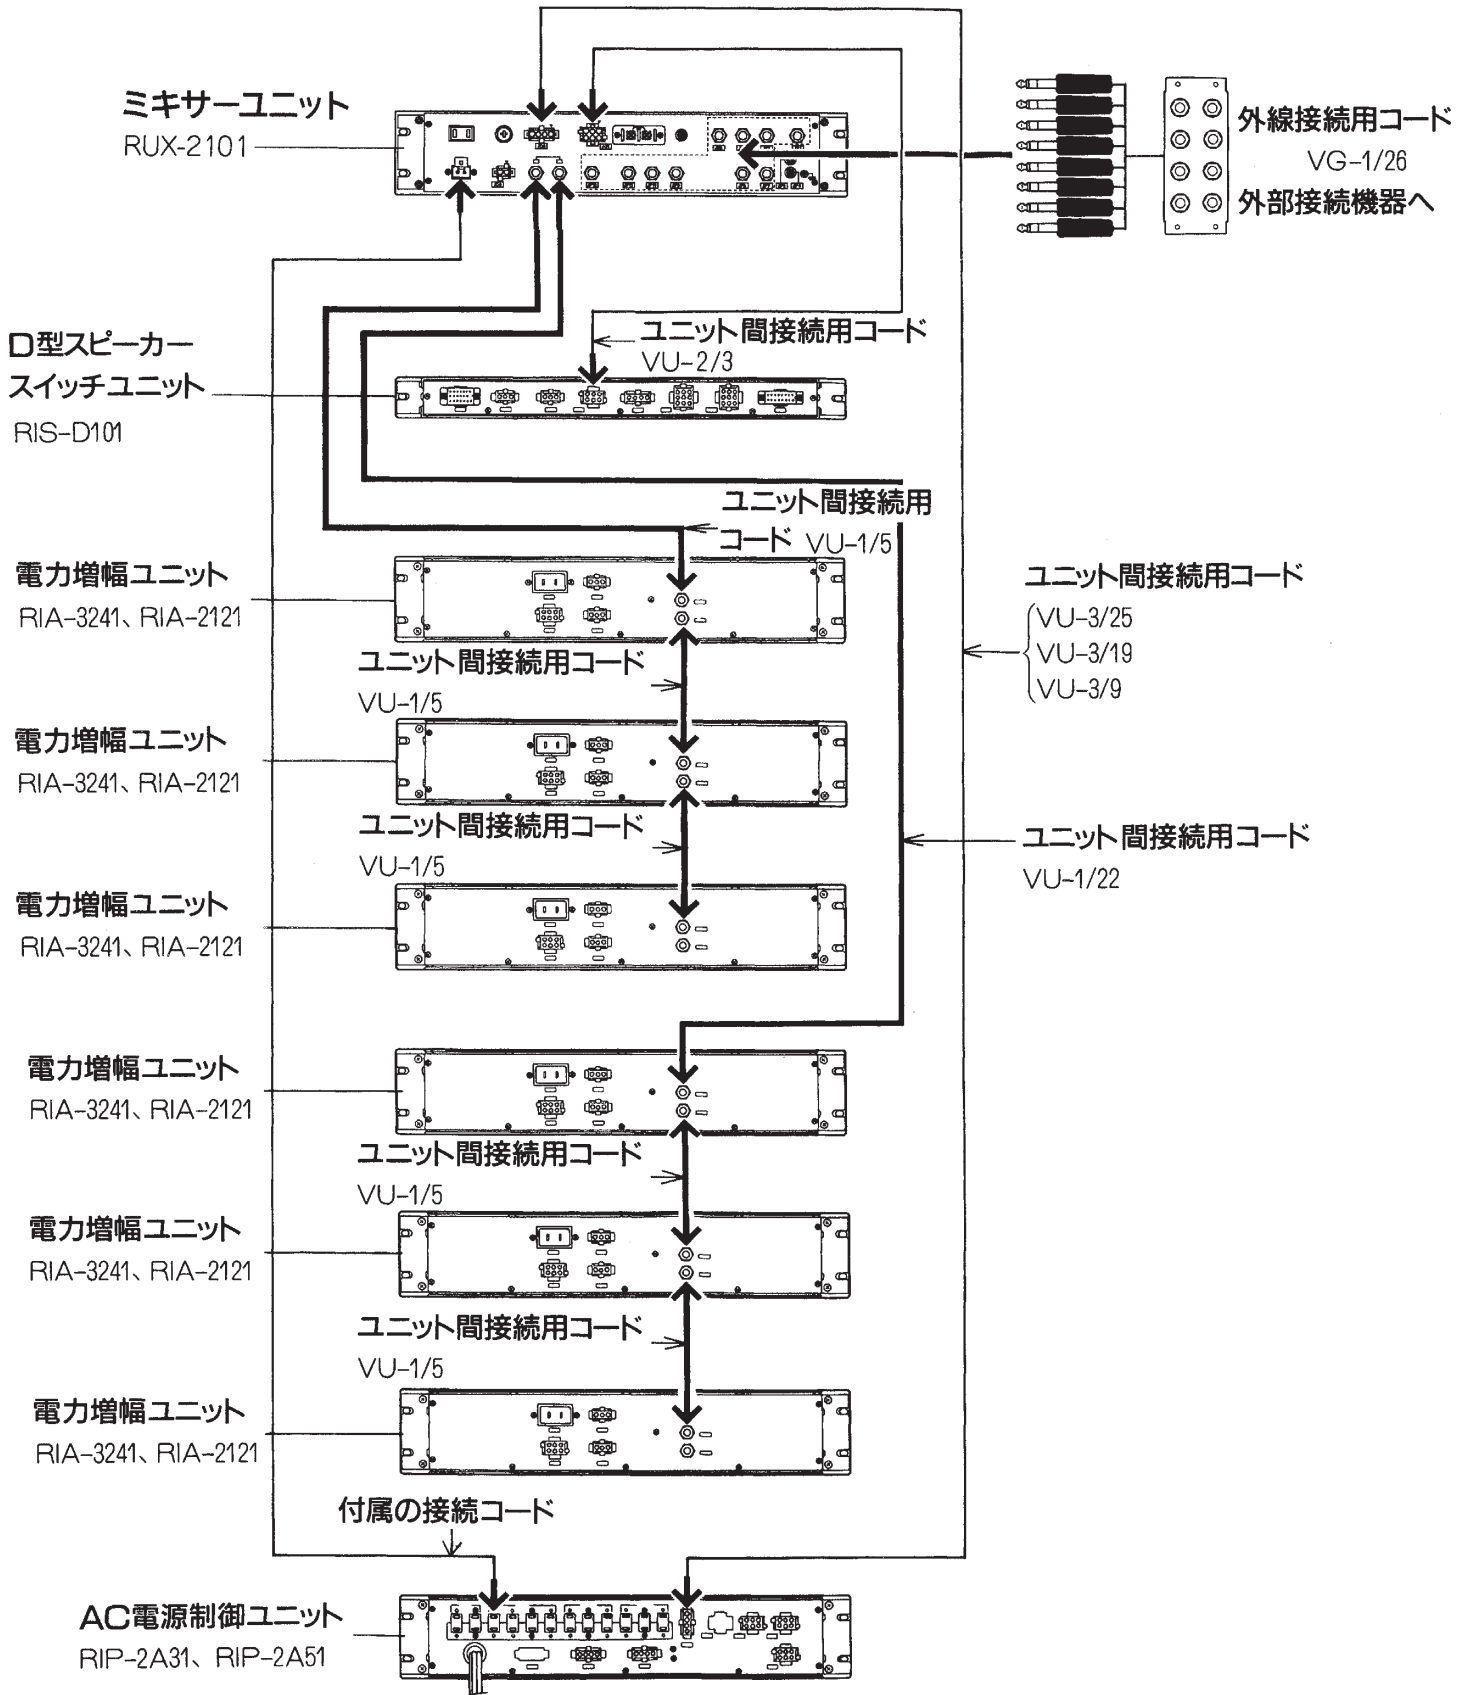 ミキサーユニット
RUX-2101
外線接続用コード
VG-1/26
外部接続機器へ
D型スピーカー
スイッチユニット
RIS-D101
ユニット間接続用コード
VU-2/3
ユニット間接続用
コード VU-1/5
電力増幅ユニット
RIA-3241、RIA-2121
ユニット間接続用コード
VU-3/25
VU-3/19
VU-3/9
ユニット間接続用コード
VU-1/5
電力増幅ユニット
RIA-3241、RIA-2121
ユニット間接続用コード
VU-1/5
ユニット間接続用コード
VU-1/22
電力増幅ユニット
RIA-3241、RIA-2121
電力増幅ユニット
RIA-3241、RIA-2121
ユニット間接続用コード
VU-1/5
電力増幅ユニット
RIA-3241、RIA-2121
ユニット間接続用コード
VU-1/5
電力増幅ユニット
RIA-3241、RIA-2121
付属の接続コード
AC電源制御ユニット
RIP-2A31、RIP-2A51